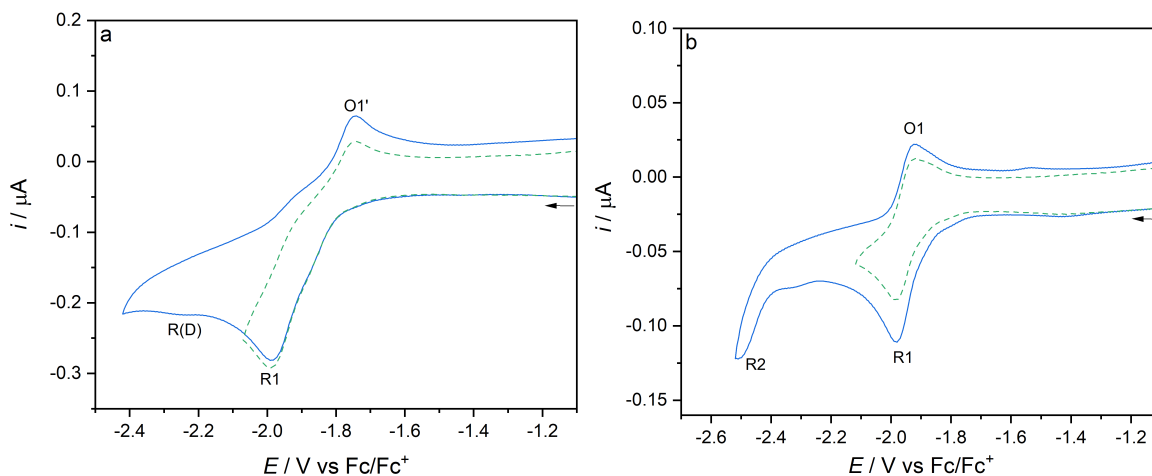 a
i / μA
0.2
0.1
0.0
-0.1
-0.2
-0.3
O1'
R(D)
R1
-2.4 -2.2 -2.0 -1.8 -1.6 -1.4 -1.2
E / V vs Fc/Fc⁺
b
i / μA
0.10
0.05
0.00
-0.05
-0.10
-0.15
O1
R2
R1
-2.6 -2.4 -2.2 -2.0 -1.8 -1.6 -1.4 -1.2
E / V vs Fc/Fc⁺